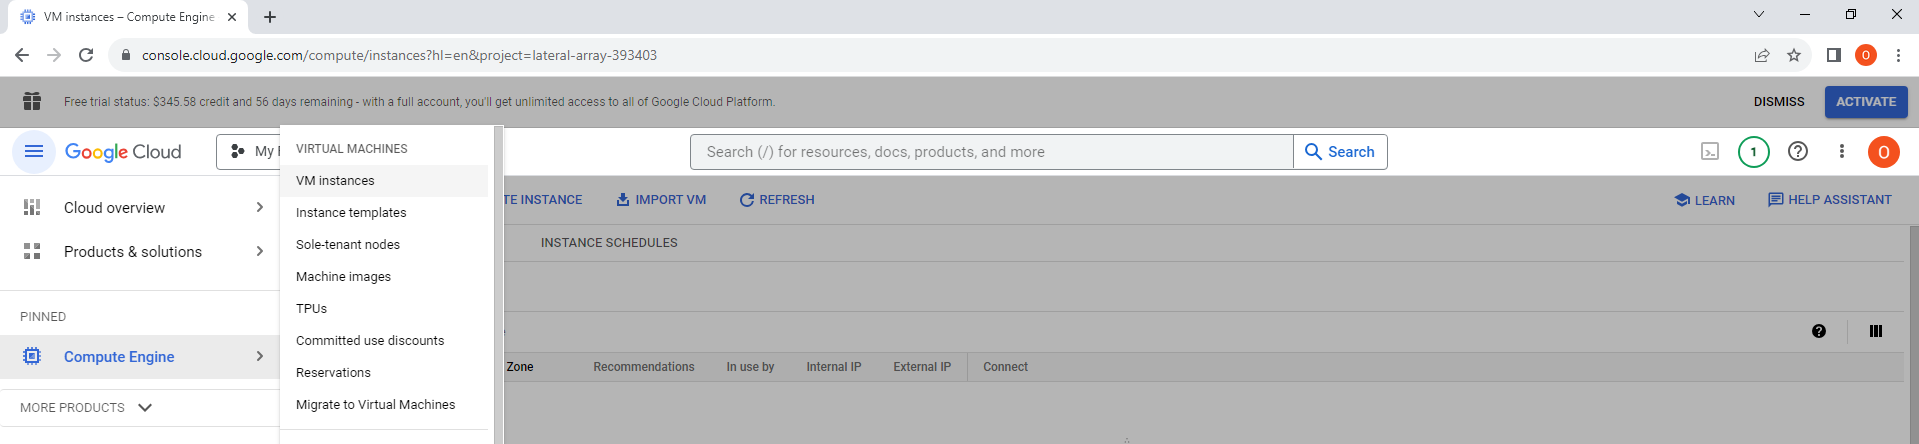 VM instances – Compute Engine
console.cloud.google.com/compute/instances?hl=en&project=lateral-array-393403
O
Free trial status: $345.58 credit and 56 days remaining - with a full account, you'll get unlimited access to all of Google Cloud Platform.
DISMISS
ACTIVATE
Google Cloud
My
Search (/) for resources, docs, products, and more
Search
1
O
Cloud overview
Products & solutions
PINNED
Compute Engine
MORE PRODUCTS
VIRTUAL MACHINES
VM instances
Instance templates
Sole-tenant nodes
Machine images
TPUs
Committed use discounts
Reservations
Migrate to Virtual Machines
TE INSTANCE
IMPORT VM
REFRESH
LEARN
HELP ASSISTANT
INSTANCE SCHEDULES
Zone
Recommendations
In use by
Internal IP
External IP
Connect